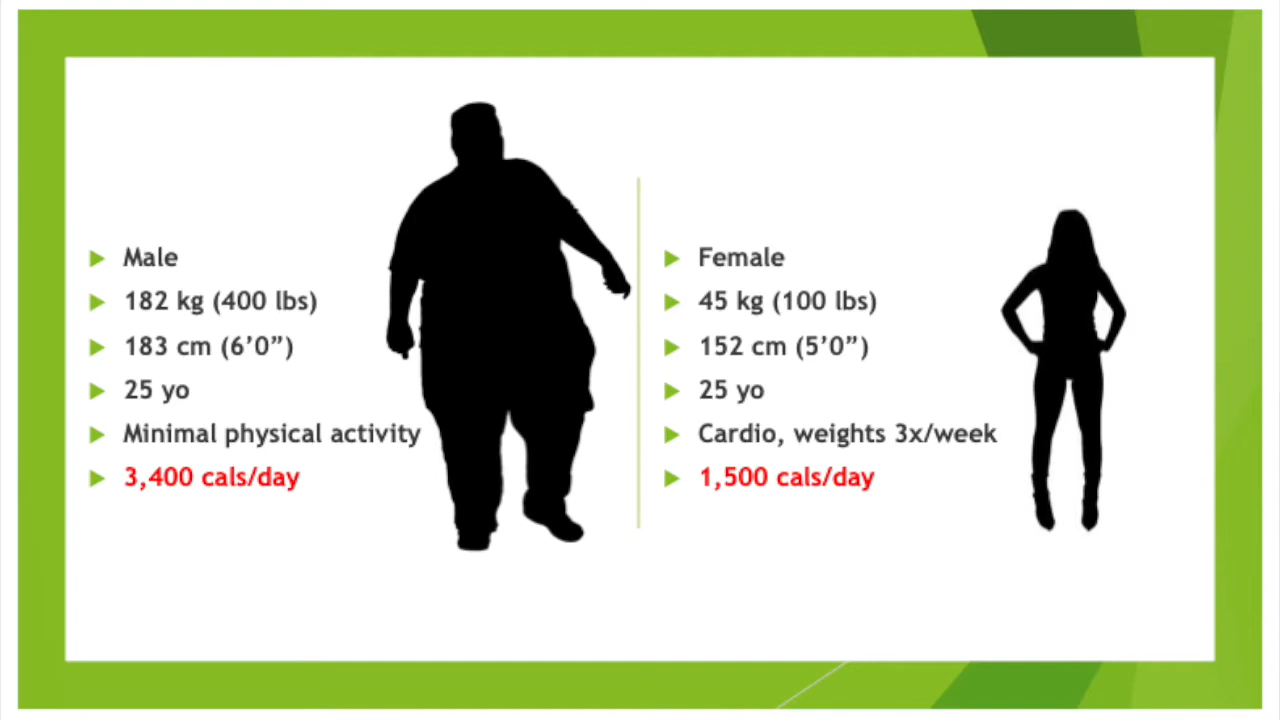 Male
182 kg (400 lbs)
183 cm (6’0”)
25 yo
Minimal physical activity
3,400 cals/day
Female
45 kg (100 lbs)
152 cm (5’0”)
25 yo
Cardio, weights 3x/week
1,500 cals/day